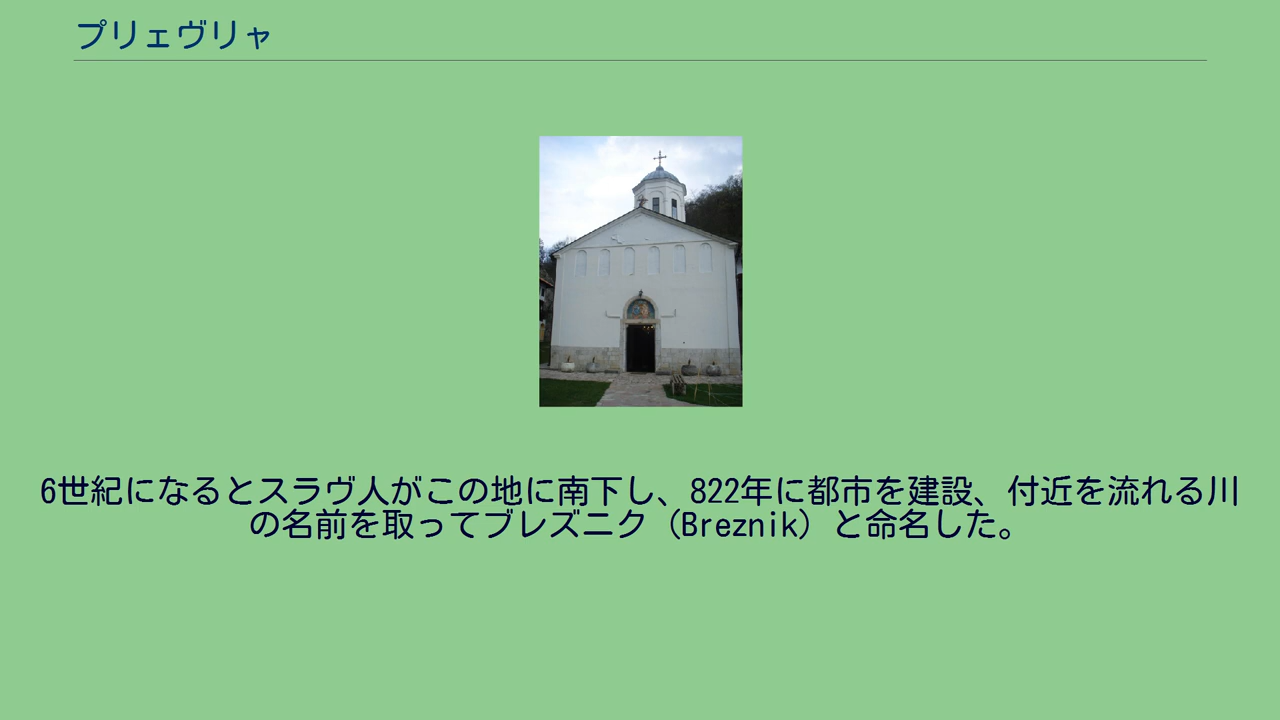 プリェヴリャ
6世紀になるとスラヴ人がこの地に南下し、822年に都市を建設、付近を流れる川
の名前を取ってブレズニク（Breznik）と命名した。